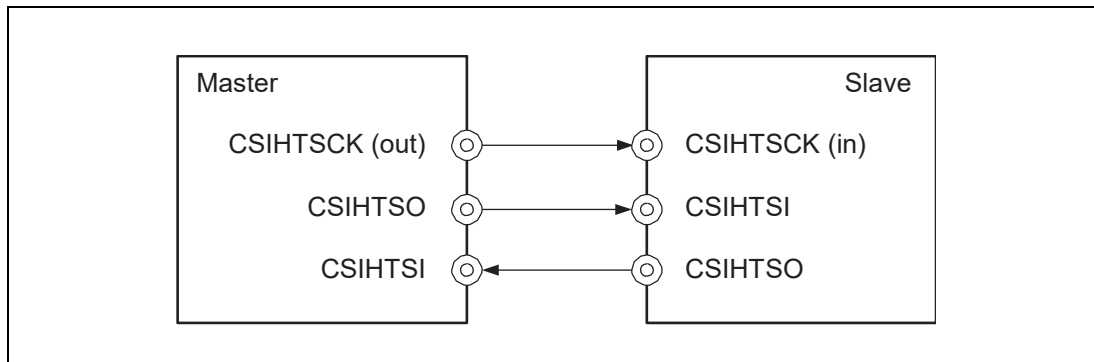 Master
Slave
CSIHTSCK (out)
CSIHTSCK (in)
CSIHTSO
CSIHTSI
CSIHTSI
CSIHTSO